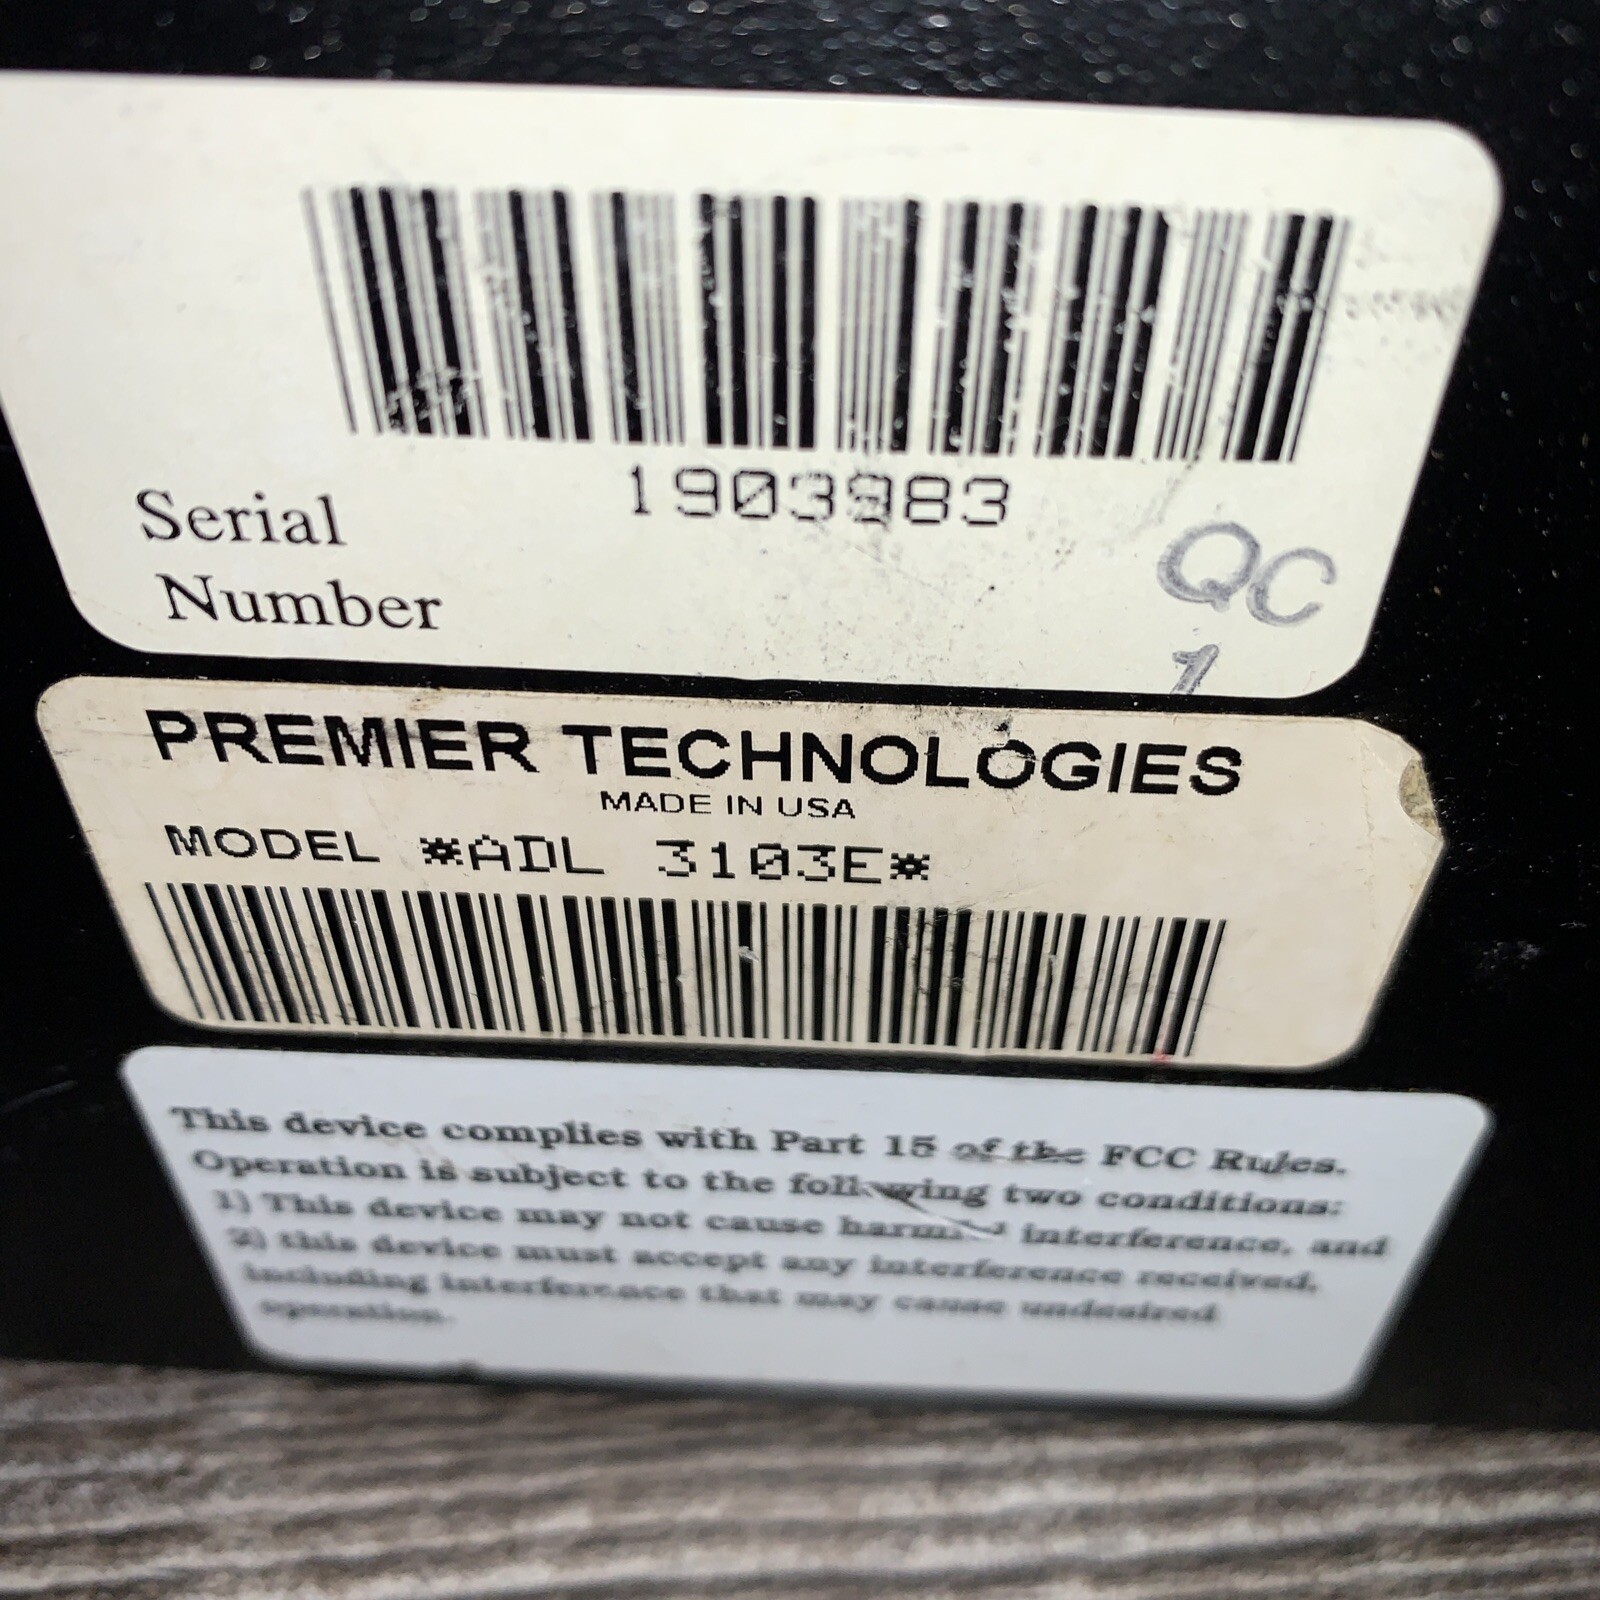 1903983
Serial
Number
QC
1
PREMIER TECHNOLOGIES
MADE IN USA
MODEL *ADL 3103E*
This device complies with Part 15 of the FCC Rules.
Operation is subject to the following two conditions:
1) This device may not cause harmful interference, and
2) this device must accept any interference received,
including interference that may cause undesired
operation.